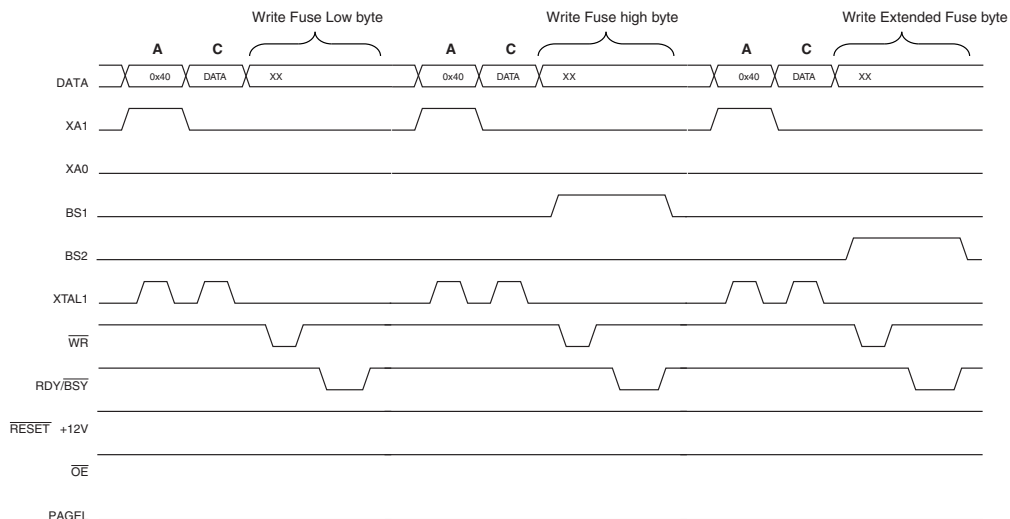 Write Fuse Low byte Write Fuse high byte Write Extended Fuse byte
A C A C A C
DATA 0x40 DATA XX 0x40 DATA XX 0x40 DATA XX
XA1
XA0
BS1
BS2
XTAL1
WR
RDY/BSY
RESET +12V
OE
PAGEL